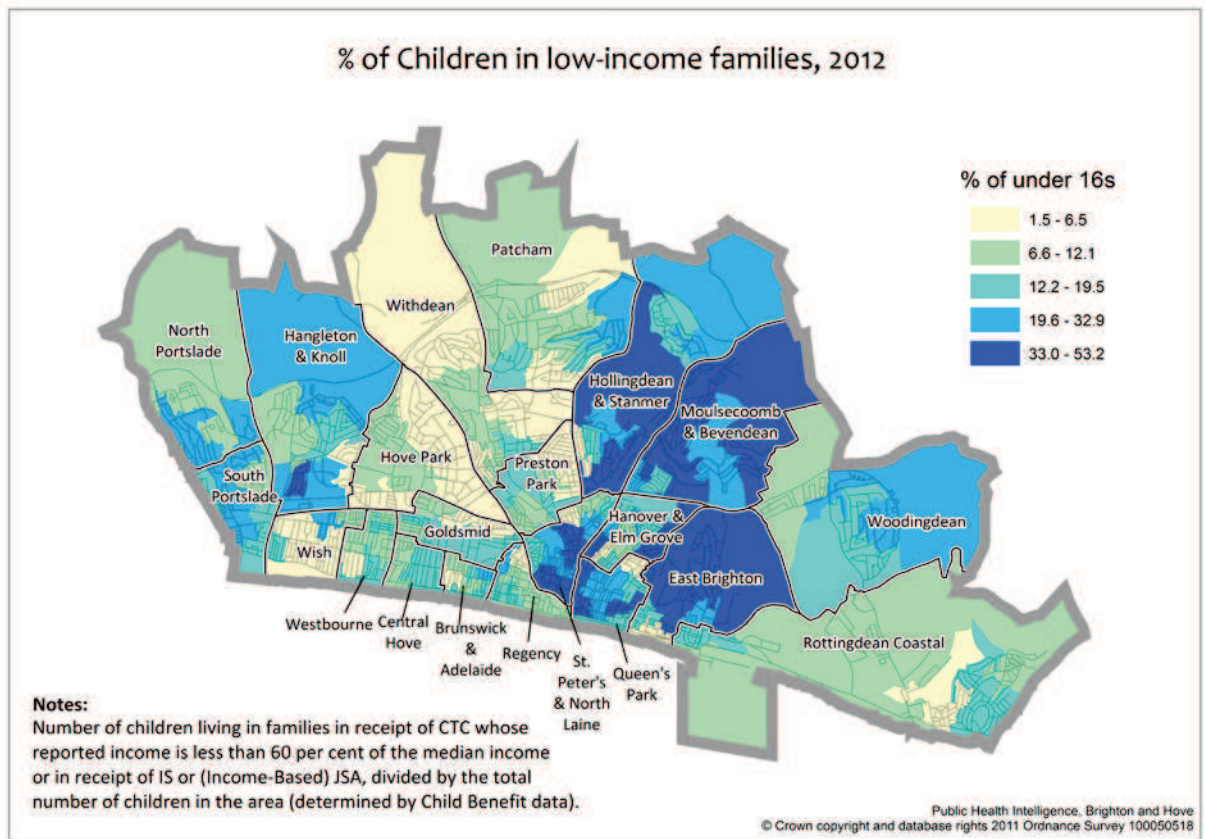 % of Children in low-income families, 2012
% of under 16s
1.5 - 6.5
6.6 - 12.1
12.2 - 19.5
19.6 - 32.9
33.0 - 53.2
Patcham
Withdean
North
Portslade
Hangleton
& Knoll
Hollingdean
& Stanmer
Moulsecoomb
& Bevendean
Hove Park
Preston
Park
South
Portslade
Woodingdean
Goldsmid
Hanover &
Elm Grove
Wish
East Brighton
Westbourne
Central
Hove
Brunswick
&
Adelaide
Regency
St.
Peter's
& North
Laine
Queen's
Park
Rottingdean Coastal
Notes:
Number of children living in families in receipt of CTC whose
reported income is less than 60 per cent of the median income
or in receipt of IS or (Income-Based) JSA, divided by the total
number of children in the area (determined by Child Benefit data).
Public Health Intelligence, Brighton and Hove
© Crown copyright and database rights 2011 Ordnance Survey 100050518